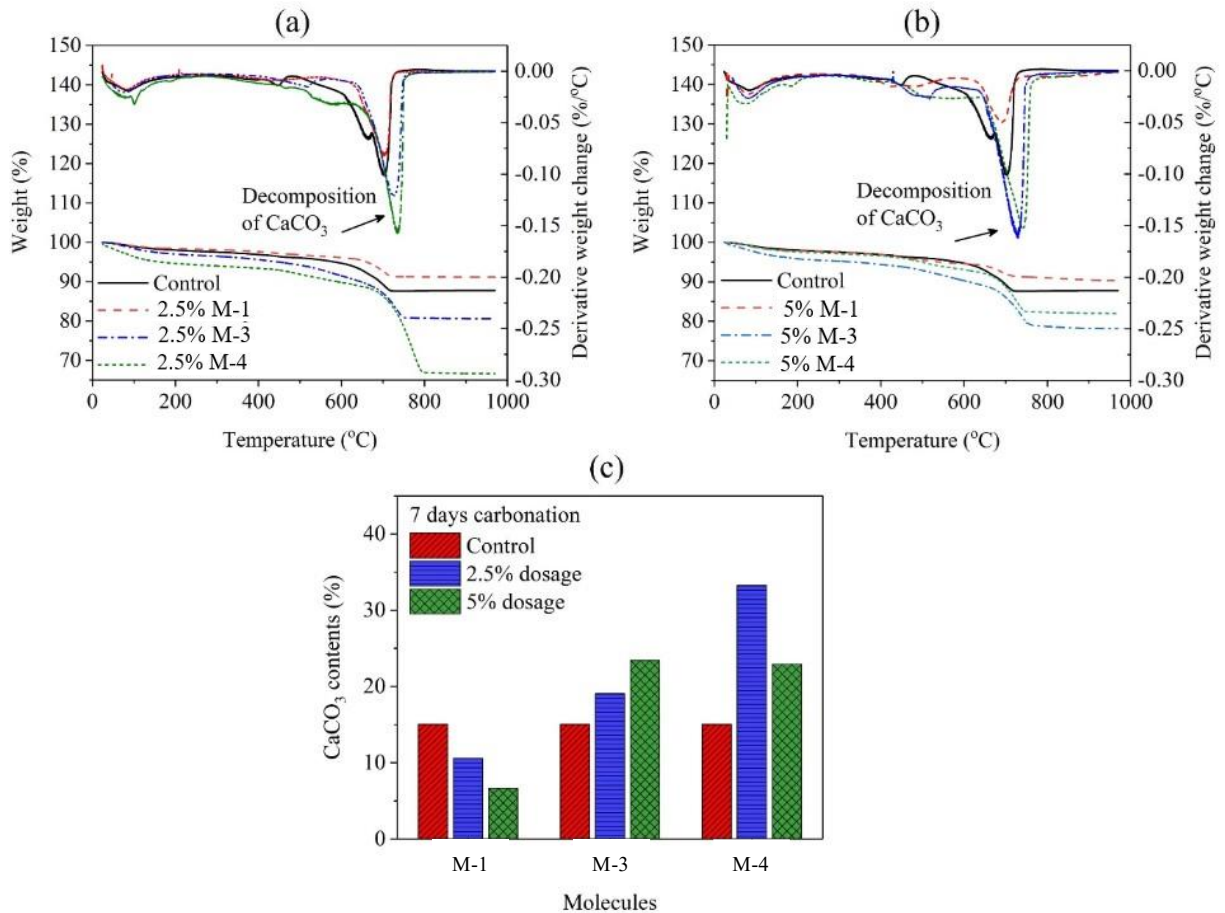 (a)
150
140
130
120
110
100
90
80
70
Weight (%)
0.00
-0.05
-0.10
-0.15
-0.20
-0.25
-0.30
Derivative weight change (%/°C)
Decomposition
of CaCO3
Control
2.5% M-1
2.5% M-3
2.5% M-4
0 200 400 600 800 1000
Temperature (°C)
(b)
150
140
130
120
110
100
90
80
70
Weight (%)
0.00
-0.05
-0.10
-0.15
-0.20
-0.25
-0.30
Derivative weight change (%/°C)
Decomposition
of CaCO3
Control
5% M-1
5% M-3
5% M-4
0 200 400 600 800 1000
Temperature (°C)
(c)
40
30
20
10
0
CaCO3 contents (%)
7 days carbonation
Control
2.5% dosage
5% dosage
M-1 M-3 M-4
Molecules